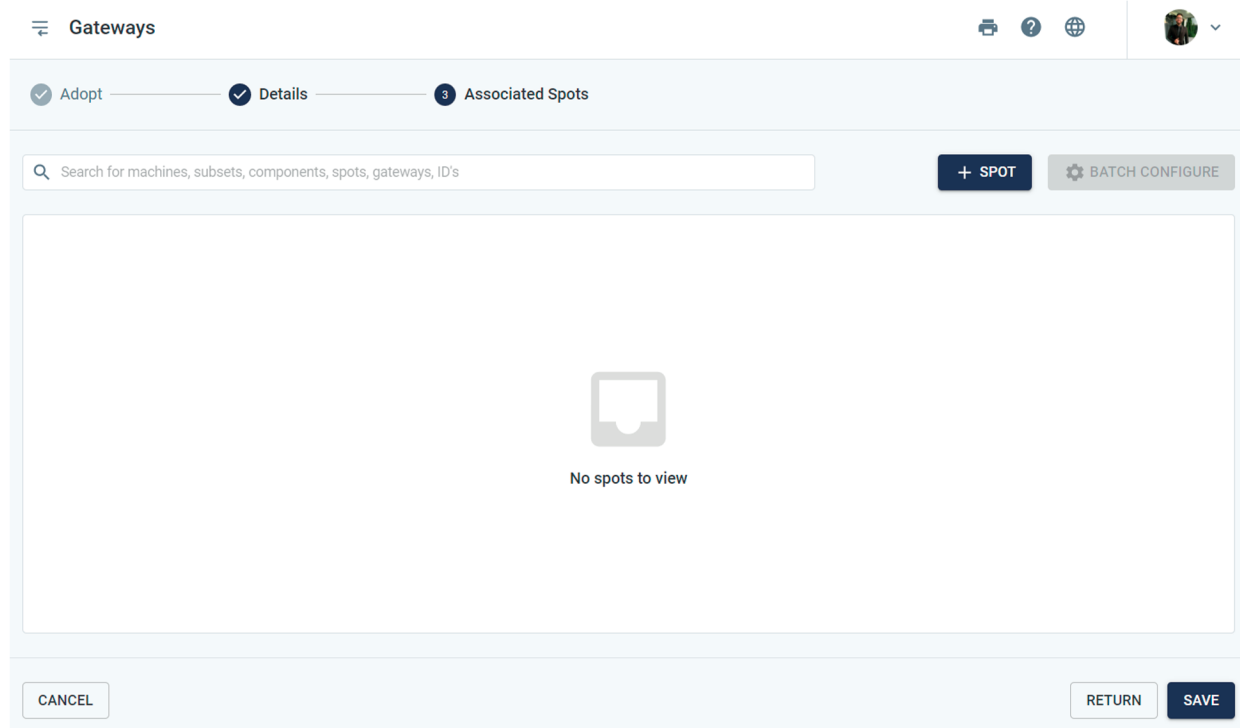 Gateways
Adopt
Details
3
Associated Spots
Search for machines, subsets, components, spots, gateways, ID's
+ SPOT
BATCH CONFIGURE
No spots to view
CANCEL
RETURN
SAVE